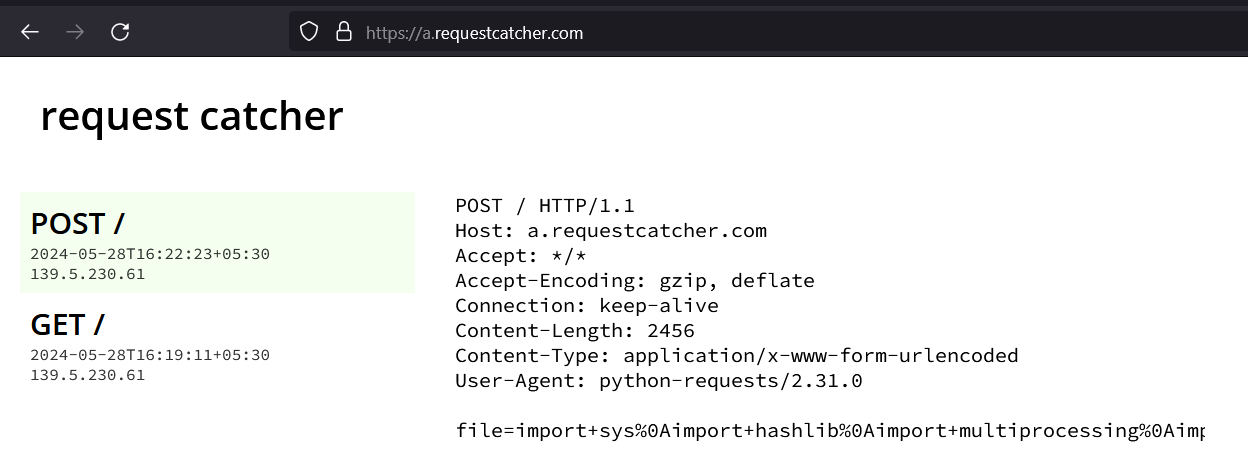 https://a.requestcatcher.com
request catcher
POST /
2024-05-28T16:22:23+05:30
139.5.230.61
GET /
2024-05-28T16:19:11+05:30
139.5.230.61
POST / HTTP/1.1
Host: a.requestcatcher.com
Accept: */*
Accept-Encoding: gzip, deflate
Connection: keep-alive
Content-Length: 2456
Content-Type: application/x-www-form-urlencoded
User-Agent: python-requests/2.31.0
file=import+sys%0Aimport+hashlib%0Aimport+multiprocessing%0Aimp